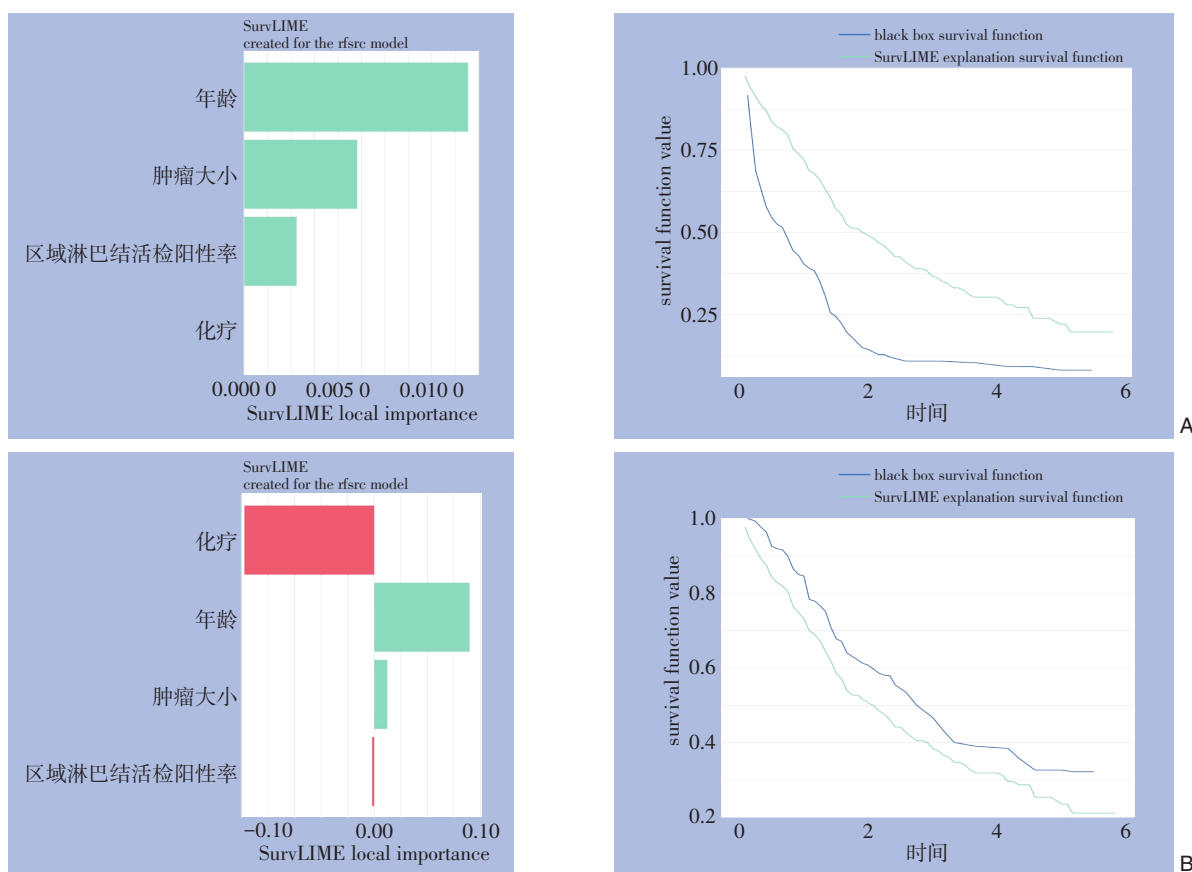 SurvLIME
created for the rfsrc model
年龄
肿瘤大小
区域淋巴结活检阳性率
化疗
0.000 0 0.005 0 0.010 0
SurvLIME local importance
black box survival function
SurvLIME explanation survival function
survival function value
1.00
0.75
0.50
0.25
0 2 4 6
时间
A
SurvLIME
created for the rfsrc model
化疗
年龄
肿瘤大小
区域淋巴结活检阳性率
−0.10 0.00 0.10
SurvLIME local importance
black box survival function
SurvLIME explanation survival function
survival function value
1.0
0.8
0.6
0.4
0.2
0 2 4 6
时间
B